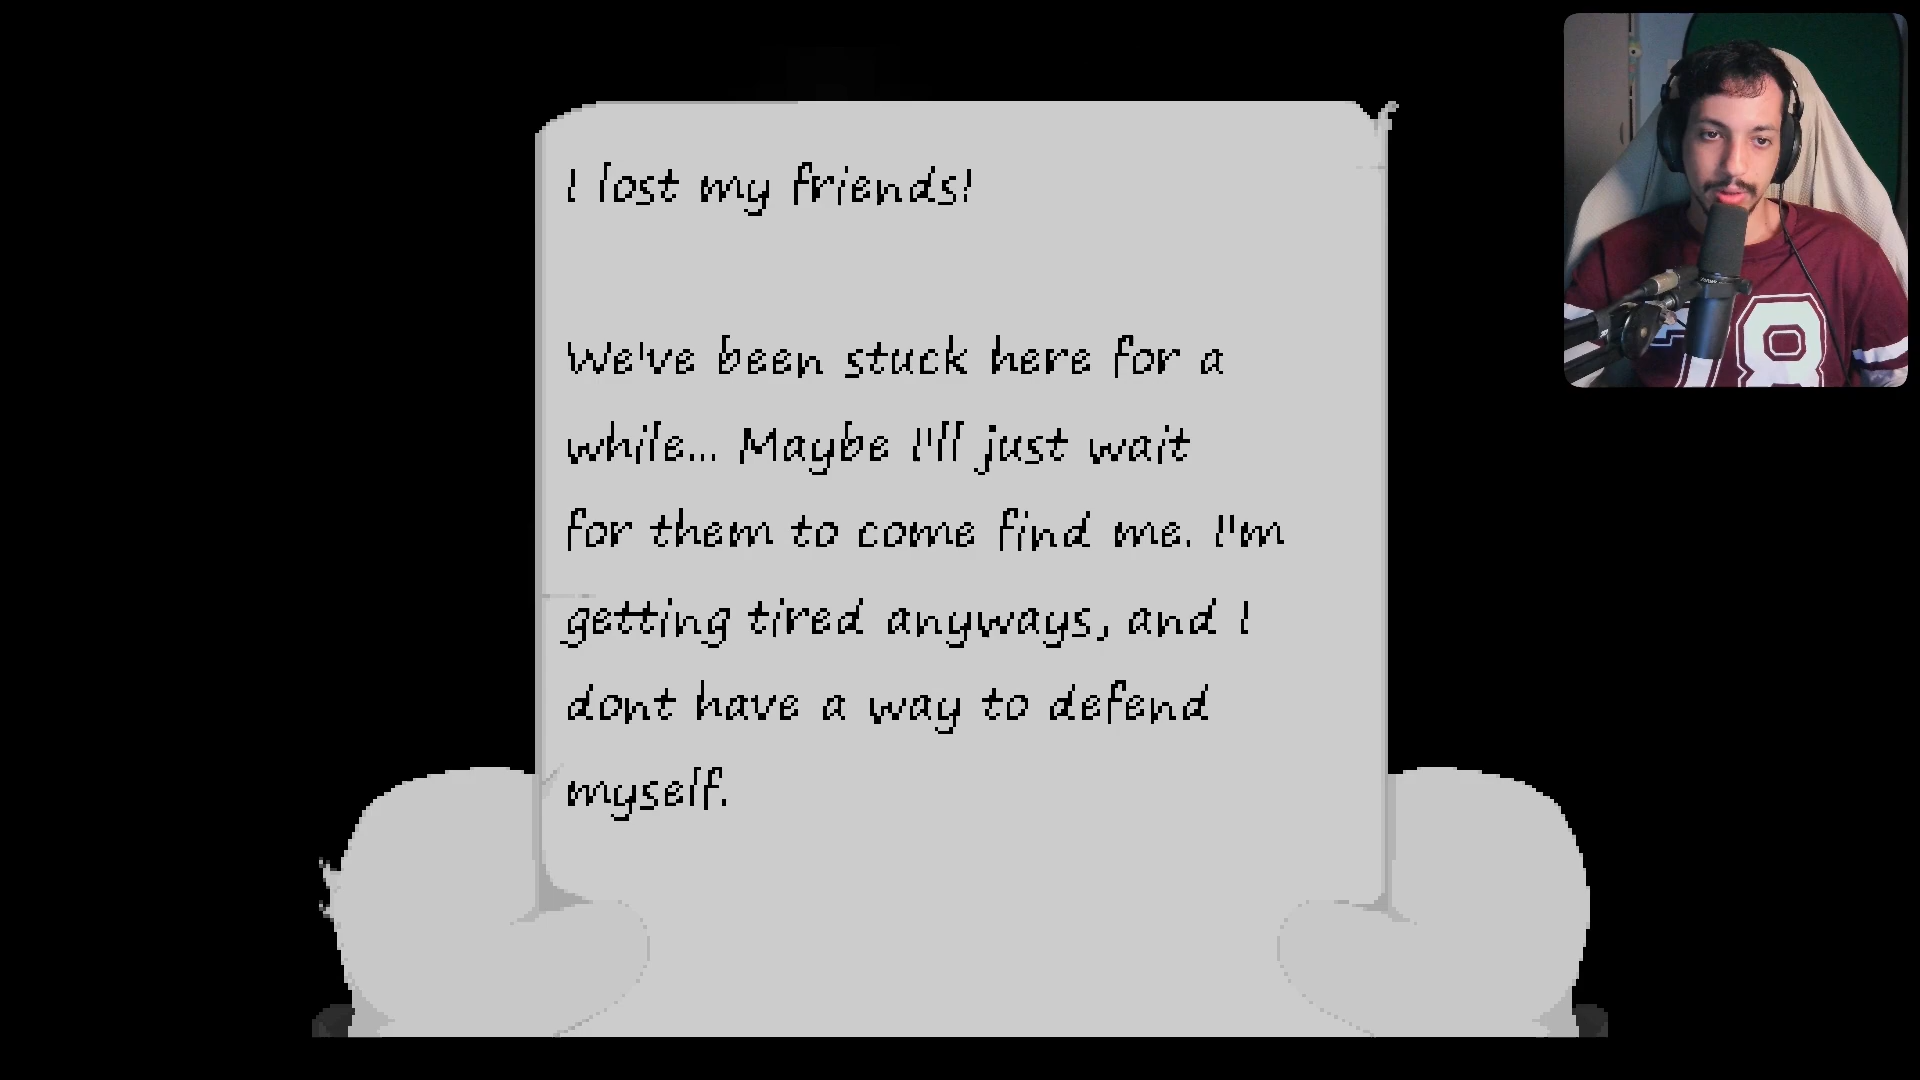 I lost my friends!
We've been stuck here for a
while... Maybe I'll just wait
for them to come find me. I'm
getting tired anyways, and I
dont have a way to defend
myself.
78